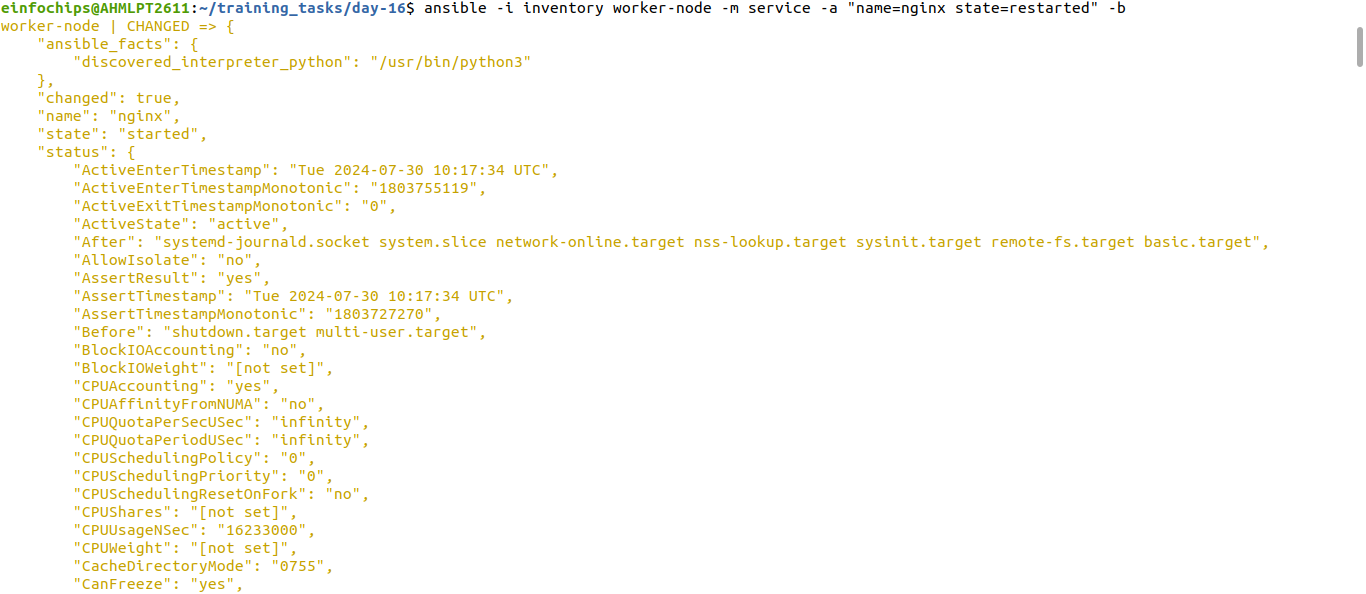 einfochips@AHMLPT2611:~/training_tasks/day-16$ ansible -i inventory worker-node -m service -a "name=nginx state=restarted" -b
worker-node | CHANGED => {
    "ansible_facts": {
        "discovered_interpreter_python": "/usr/bin/python3"
    },
    "changed": true,
    "name": "nginx",
    "state": "started",
    "status": {
        "ActiveEnterTimestamp": "Tue 2024-07-30 10:17:34 UTC",
        "ActiveEnterTimestampMonotonic": "1803755119",
        "ActiveExitTimestampMonotonic": "0",
        "ActiveState": "active",
        "After": "systemd-journald.socket system.slice network-online.target nss-lookup.target sysinit.target remote-fs.target basic.target",
        "AllowIsolate": "no",
        "AssertResult": "yes",
        "AssertTimestamp": "Tue 2024-07-30 10:17:34 UTC",
        "AssertTimestampMonotonic": "1803727270",
        "Before": "shutdown.target multi-user.target",
        "BlockIOAccounting": "no",
        "BlockIOWeight": "[not set]",
        "CPUAccounting": "yes",
        "CPUAffinityFromNUMA": "no",
        "CPUQuotaPerSecUSec": "infinity",
        "CPUQuotaPeriodUSec": "infinity",
        "CPUSchedulingPolicy": "0",
        "CPUSchedulingPriority": "0",
        "CPUSchedulingResetOnFork": "no",
        "CPUShares": "[not set]",
        "CPUUsageNSec": "16233000",
        "CPUWeight": "[not set]",
        "CacheDirectoryMode": "0755",
        "CanFreeze": "yes",